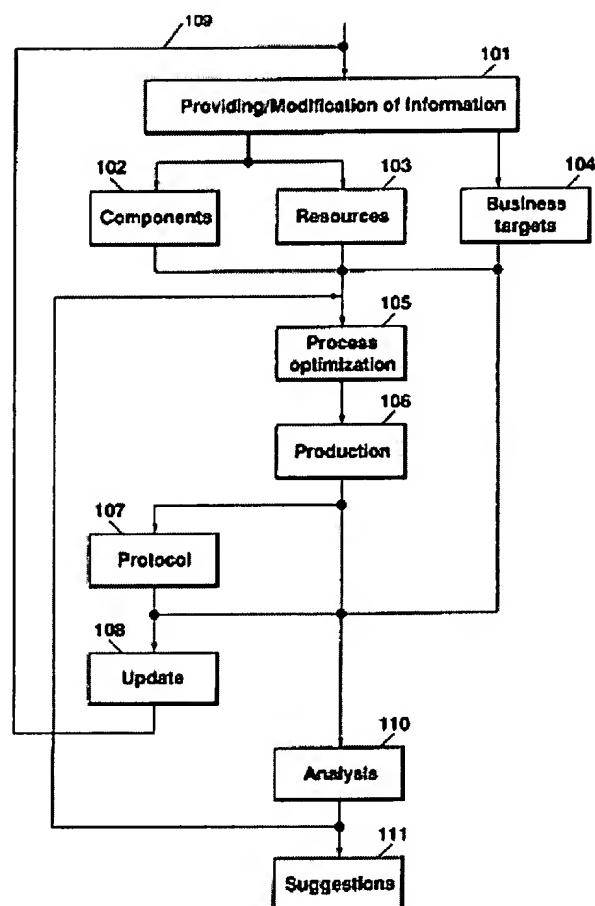 109
101
Providing/Modification of Information
102
103
104
Components
Resources
Business
targets
105
Process
optimization
106
Production
107
Protocol
108
Update
110
Analysis
111
Suggestions